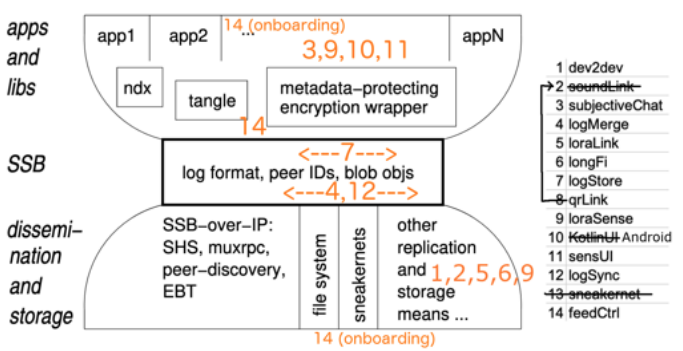 apps
and
libs
app1
app2
...
14 (onboarding)
3,9,10,11
appN
ndx
tangle
14
metadata-protecting
encryption wrapper
SSB
<---7--->
log format, peer IDs, blob objs
<---4,12--->
dissemi-
nation
and
storage
SSB-over-IP:
SHS, muxrpc,
peer-discovery,
EBT
file system
sneakernets
other
replication
and 1,2,5,6,9
storage
means ...
14 (onboarding)
1 dev2dev
2 soundLink
3 subjectiveChat
4 logMerge
5 loraLink
6 longFi
7 logStore
8 qrLink
9 loraSense
10 KotlinUI Android
11 sensUI
12 logSync
13 sneakernet
14 feedCtrl